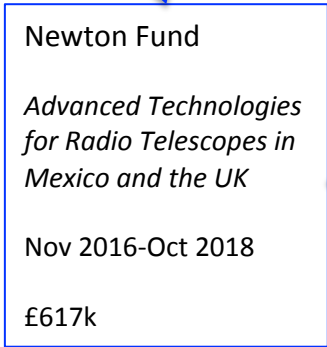 Newton Fund
Advanced Technologies
for Radio Telescopes in
Mexico and the UK
Nov 2016-Oct 2018
£617k